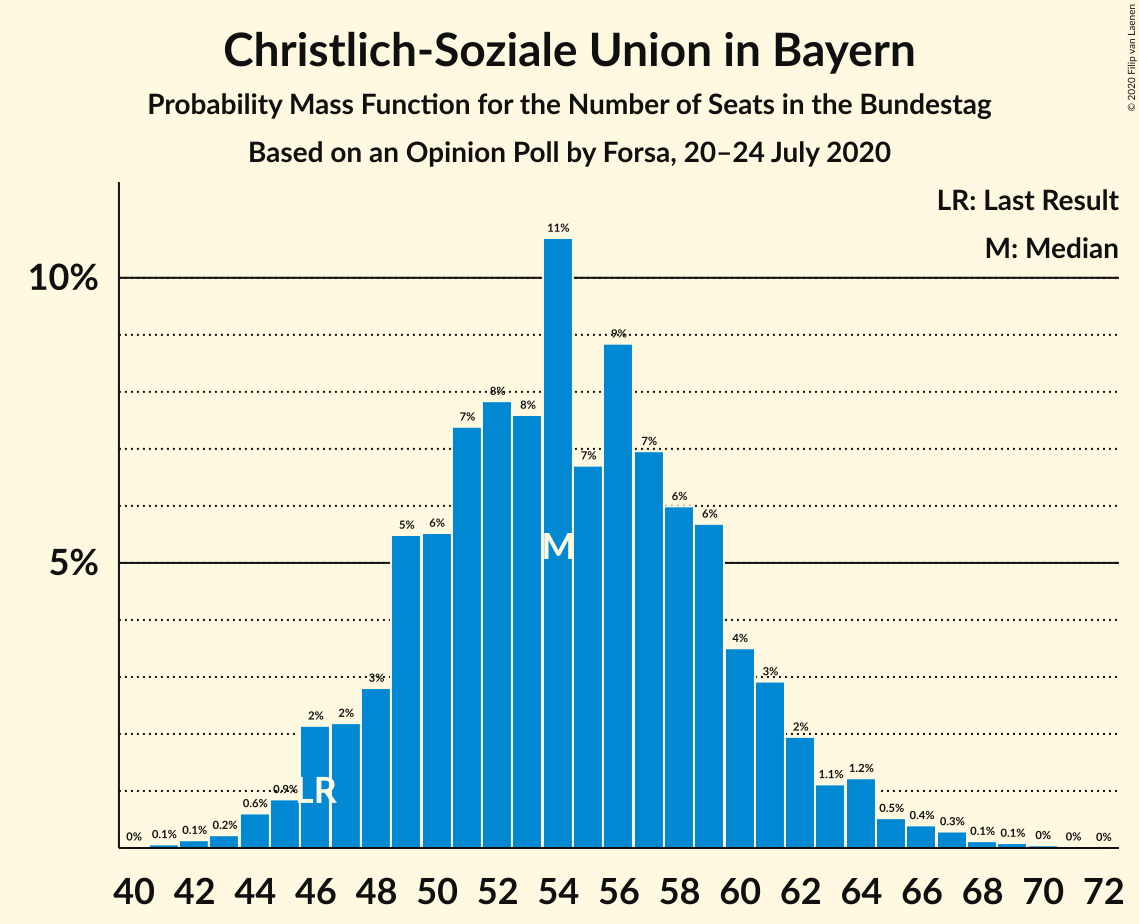 Christlich-Soziale Union in Bayern
Probability Mass Function for the Number of Seats in the Bundestag
Based on an Opinion Poll by Forsa, 20–24 July 2020
© 2020 Filip van Laenen
LR: Last Result
M: Median
10%
5%
0% 0.1% 0.1% 0.2% 0.6% 0.9% 2% 2% 3% 5% 6% 7% 8% 8% 11% 7% 9% 7% 6% 6% 4% 3% 2% 1.1% 1.2% 0.5% 0.4% 0.3% 0.1% 0.1% 0% 0% 0%
M
LR
40 42 44 46 48 50 52 54 56 58 60 62 64 66 68 70 72